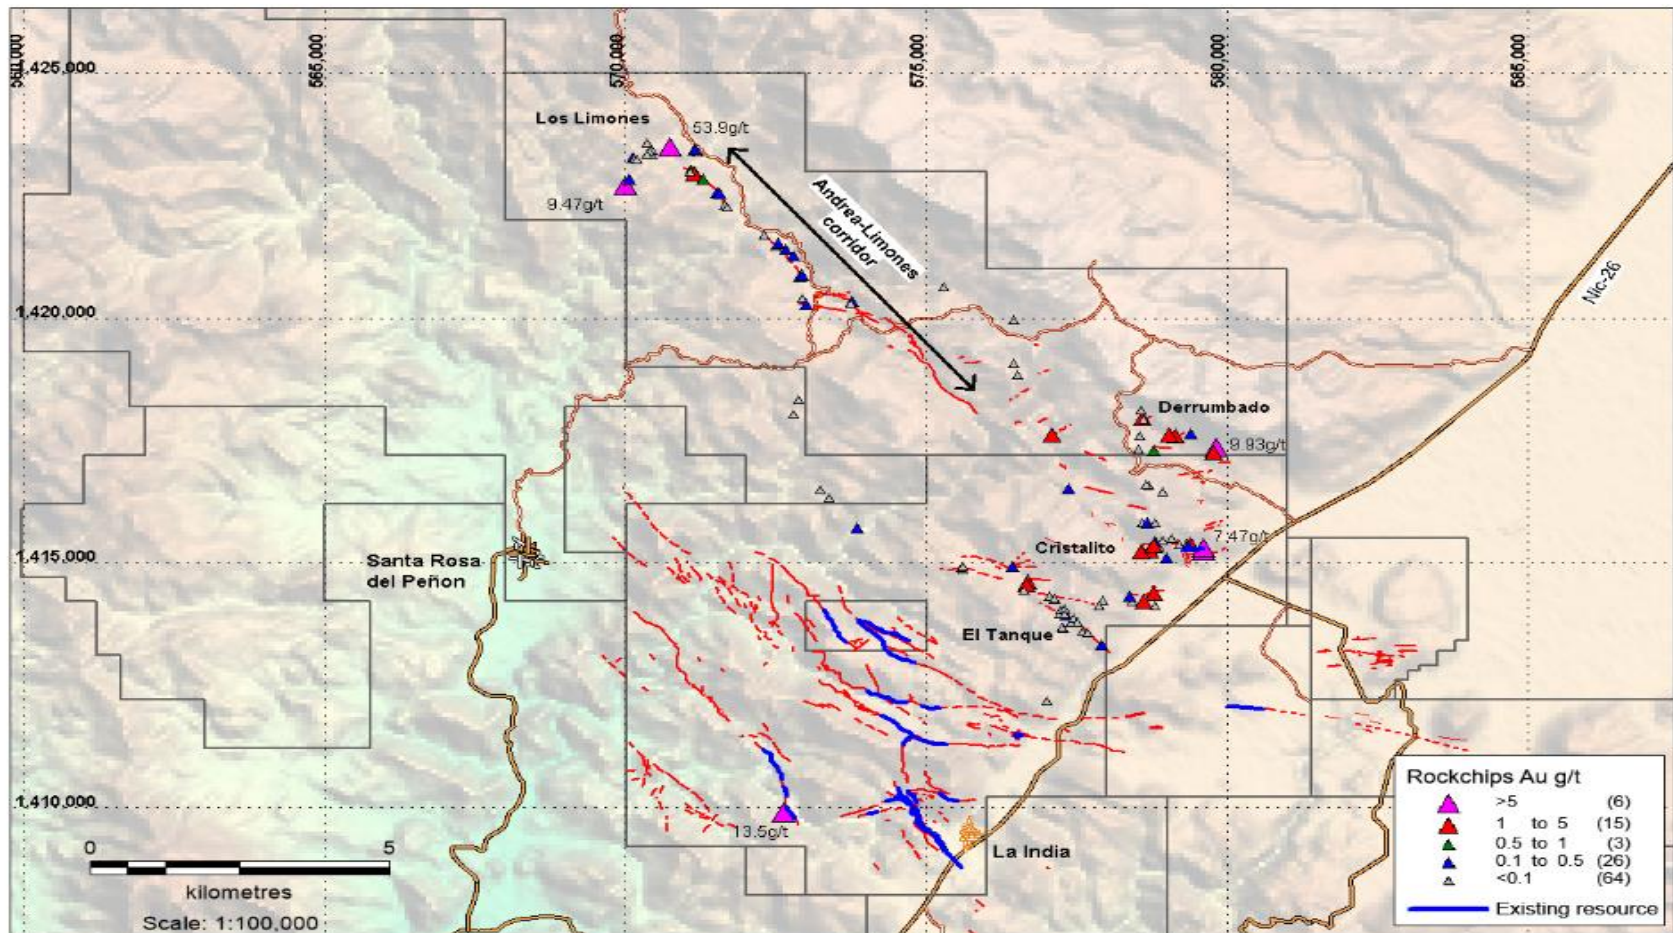 560,000
565,000
570,000
575,000
580,000
585,000
1,425,000
Los Limones
53.9g/t
9.47g/t
Andrea-Limones
corridor
Nic-26
1,420,000
Derrumbado
9.93g/t
Cristalito
7.47g/t
1,415,000
Santa Rosa
del Peñon
El Tanque
1,410,000
13.5g/t
La India
0 5
kilometres
Scale: 1:100,000
Rockchips Au g/t
>5 (6)
1 to 5 (15)
0.5 to 1 (3)
0.1 to 0.5 (26)
<0.1 (64)
Existing resource